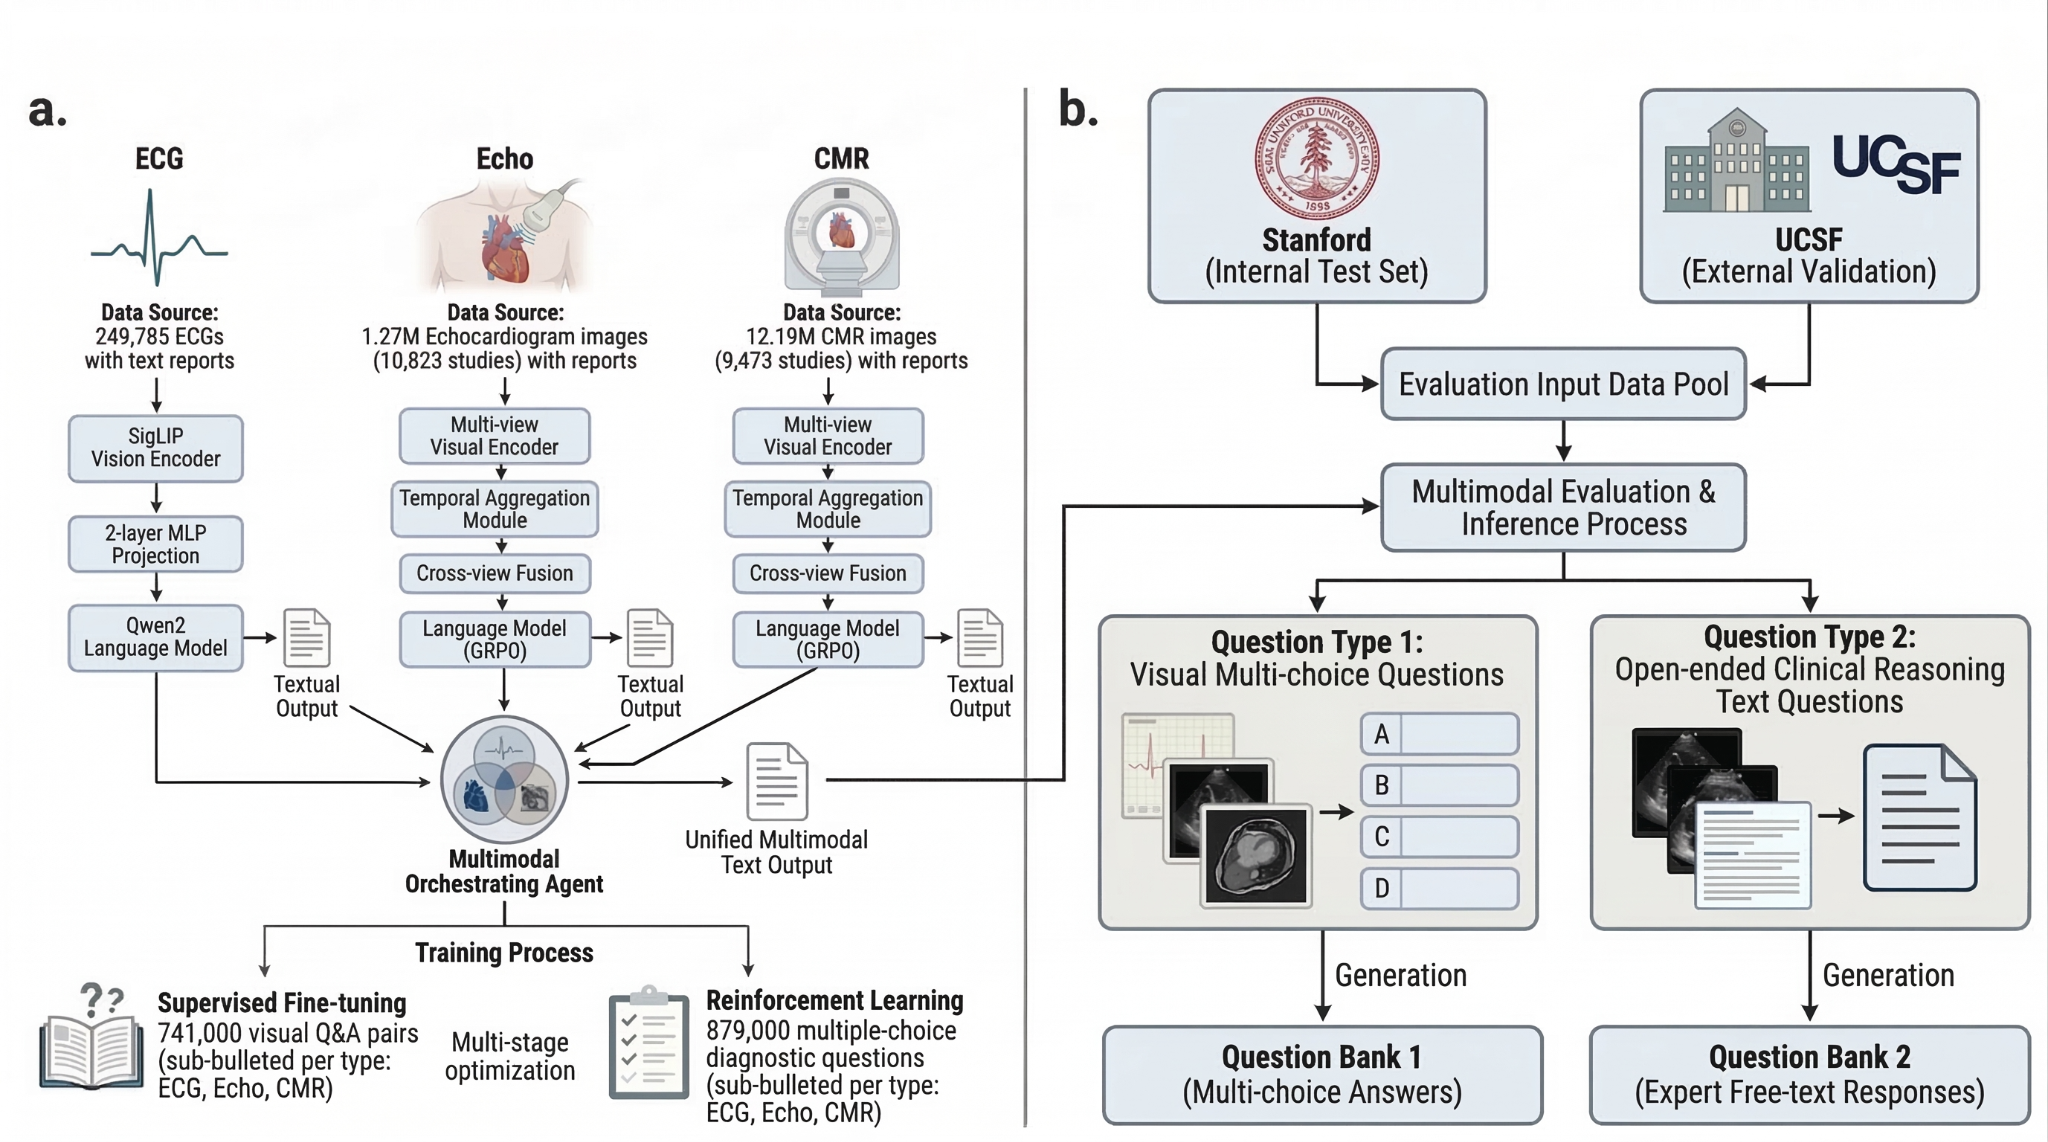 a.
ECG
Data Source:
249,785 ECGs
with text reports
SigLIP
Vision Encoder
2-layer MLP
Projection
Qwen2
Language Model
Textual
Output
Echo
Data Source:
1.27M Echocardiogram images
(10,823 studies) with reports
Multi-view
Visual Encoder
Temporal Aggregation
Module
Cross-view Fusion
Language Model
(GRPO)
Textual
Output
CMR
Data Source:
12.19M CMR images
(9,473 studies) with reports
Multi-view
Visual Encoder
Temporal Aggregation
Module
Cross-view Fusion
Language Model
(GRPO)
Textual
Output
Multimodal
Orchestrating Agent
Unified Multimodal
Text Output
Training Process
??
Supervised Fine-tuning
741,000 visual Q&A pairs
(sub-bulleted per type:
ECG, Echo, CMR)
Multi-stage
optimization
Reinforcement Learning
879,000 multiple-choice
diagnostic questions
(sub-bulleted per type:
ECG, Echo, CMR)
b.
Stanford
(Internal Test Set)
UCSF
UCSF
(External Validation)
Evaluation Input Data Pool
Multimodal Evaluation &
Inference Process
Question Type 1:
Visual Multi-choice Questions
A
B
C
D
Generation
Question Bank 1
(Multi-choice Answers)
Question Type 2:
Open-ended Clinical Reasoning
Text Questions
Generation
Question Bank 2
(Expert Free-text Responses)